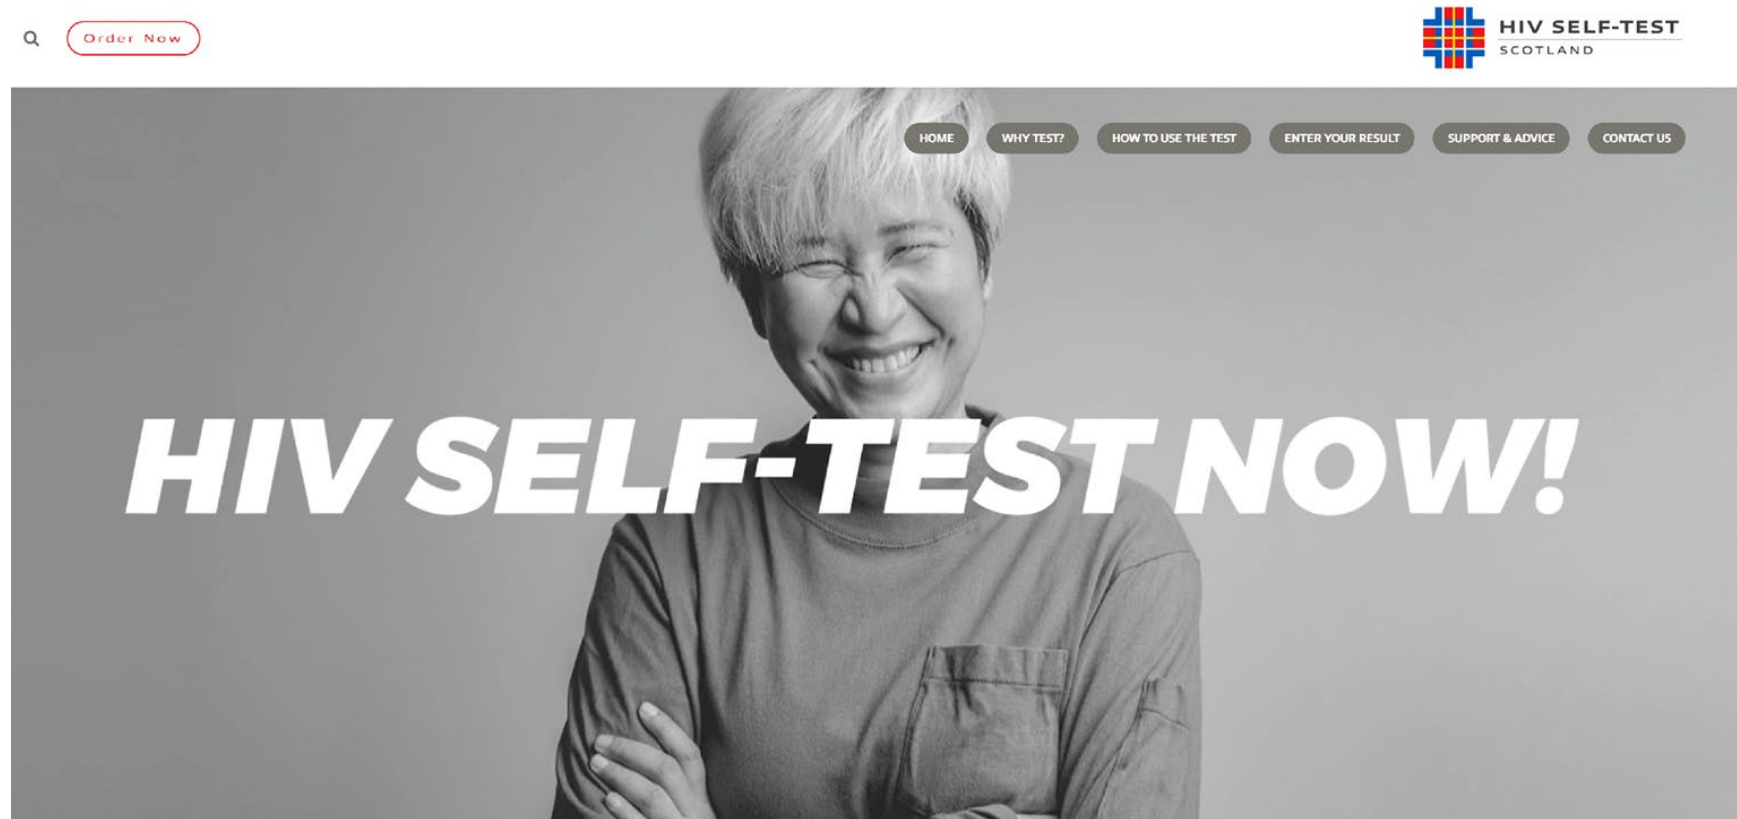 Order Now
HIV SELF-TEST
SCOTLAND
HOME
WHY TEST?
HOW TO USE THE TEST
ENTER YOUR RESULT
SUPPORT & ADVICE
CONTACT US
HIV SELF-TEST NOW!